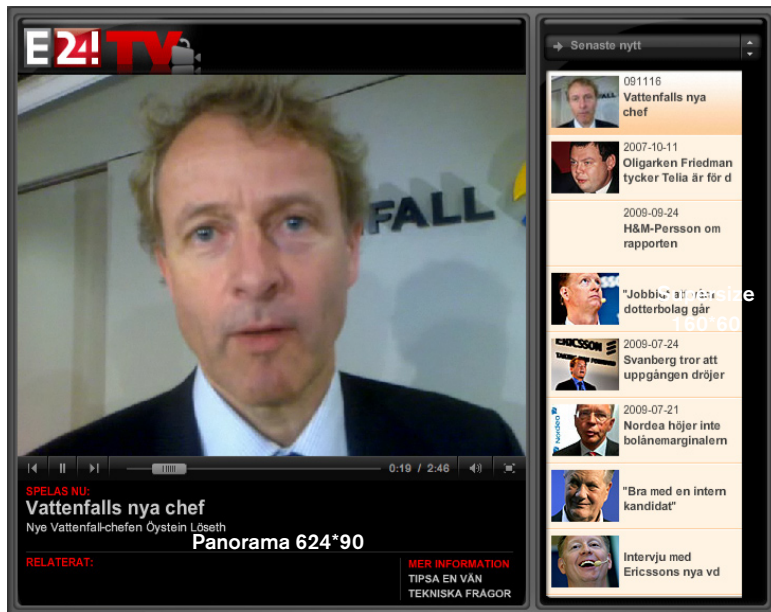 E24! TV
FALL
0:19 / 2:46
SPELAS NU:
Vattenfalls nya chef
Nye Vattenfall-chefen Öystein Löseth
Panorama 624*90
RELATERAT:
MER INFORMATION
TIPSA EN VÄN
TEKNISKA FRÅGOR
Senaste nytt
091116
Vattenfalls nya
chef
2007-10-11
Oligarken Friedman
tycker Telia är för d
2009-09-24
H&M-Persson om
rapporten
"Jobbigt
Supersize
dotterbolag går
160*60
ERICSSON
2009-07-24
Svanberg tror att
uppgången dröjer
Nordea
2009-07-21
Nordea höjer inte
bolånemarginalern
"Bra med en intern
kandidat"
Intervju med
Ericssons nya vd